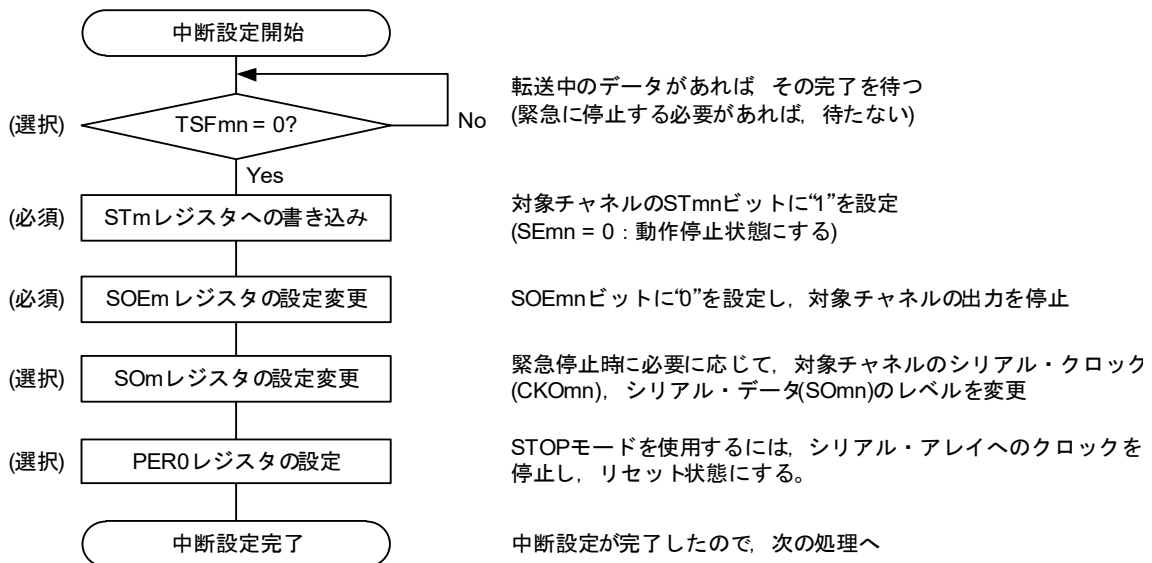 中断設定開始
転送中のデータがあれば その完了を待つ
(緊急に停止する必要があれば，待たない)
(選択)
TSFmn = 0?
No
Yes
(必須)
STmレジスタへの書き込み
対象チャネルのSTmnビットに“1”を設定
(SEmn = 0：動作停止状態にする)
(必須)
SOEmレジスタの設定変更
SOEmnビットに“0”を設定し，対象チャネルの出力を停止
(選択)
SOmレジスタの設定変更
緊急停止時に必要に応じて，対象チャネルのシリアル・クロック
(CKOmn)，シリアル・データ(SOmn)のレベルを変更
(選択)
PER0レジスタの設定
STOPモードを使用するには，シリアル・アレイへのクロックを
停止し，リセット状態にする。
中断設定完了
中断設定が完了したので，次の処理へ